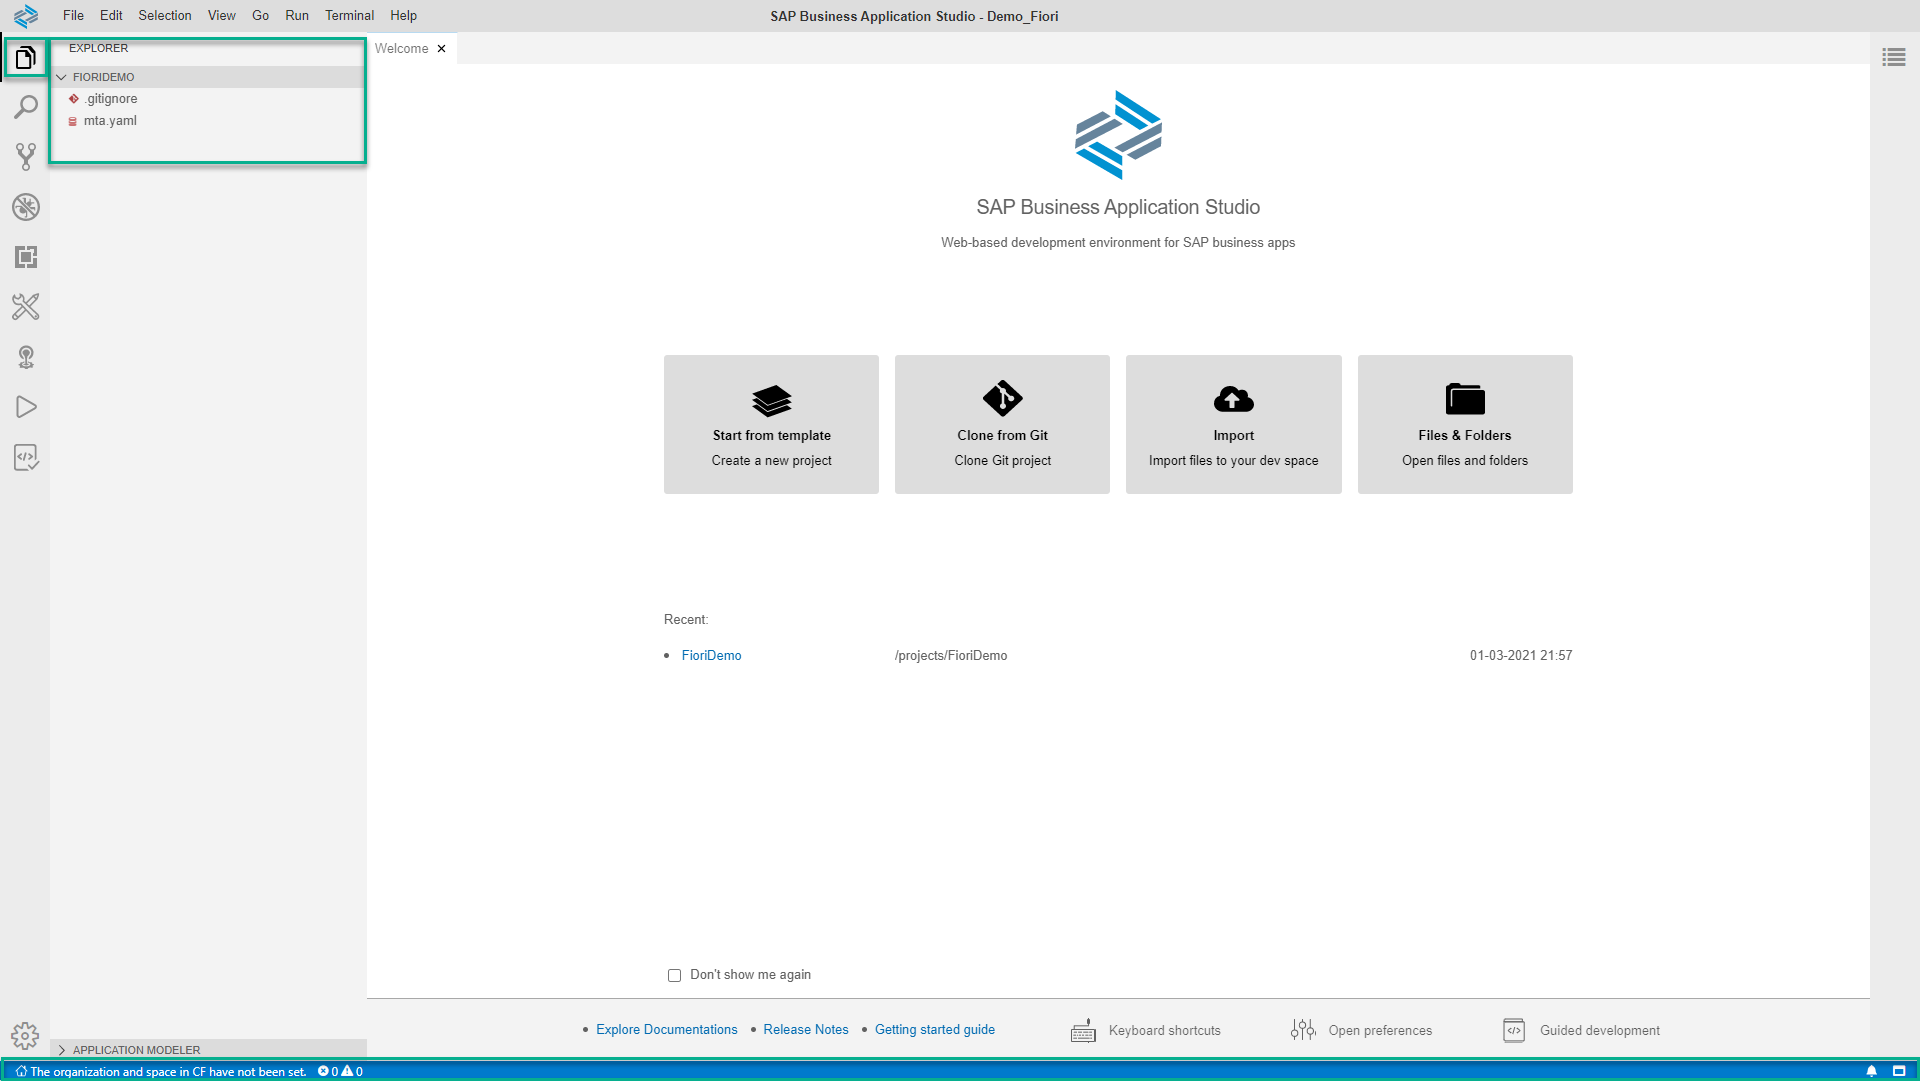 File Edit Selection View Go Run Terminal Help
SAP Business Application Studio - Demo_Fiori
EXPLORER
FIORIDEMO
.gitignore
mta.yaml
Welcome
SAP Business Application Studio
Web-based development environment for SAP business apps
Start from template
Create a new project
Clone from Git
Clone Git project
Import
Import files to your dev space
Files & Folders
Open files and folders
Recent:
FioriDemo /projects/FioriDemo 01-03-2021 21:57
Don't show me again
Explore Documentations Release Notes Getting started guide Keyboard shortcuts Open preferences Guided development
APPLICATION MODELER
The organization and space in CF have not been set. 0 0